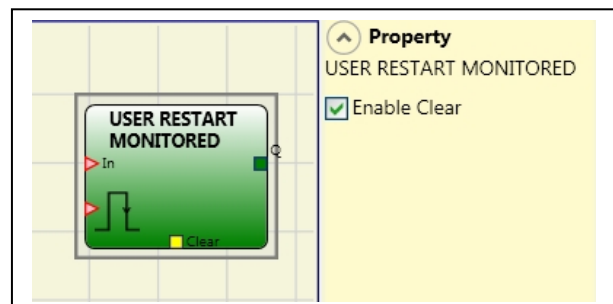 USER RESTART
MONITORED
In
Q
Clear
Property
USER RESTART MONITORED
Enable Clear